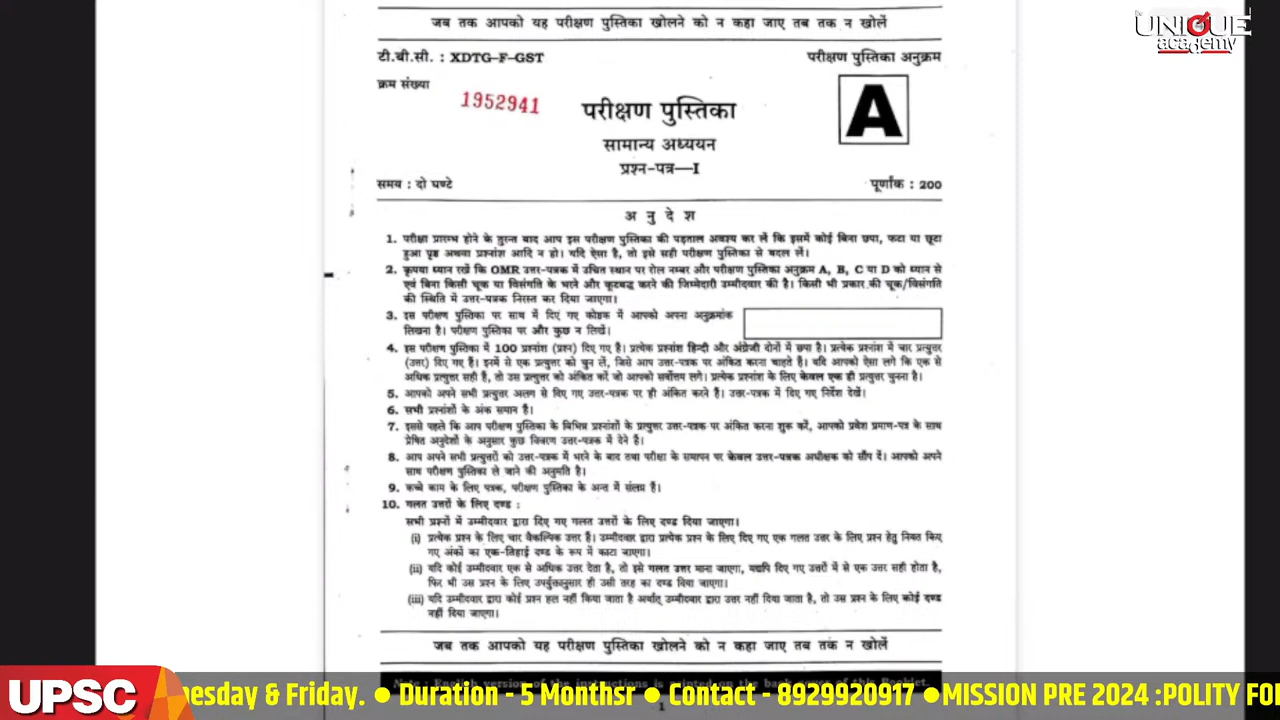 जब तक आपको यह परीक्षण पुस्तिका खोलने को न कहा जाए तब तक न खोलें
The UNIQUE academy
टी.बी.सी. : XDTG-F-GST
परीक्षण पुस्तिका अनुक्रम
क्रम संख्या
1952941
परीक्षण पुस्तिका
A
सामान्य अध्ययन
प्रश्न-पत्र—I
समय : दो घण्टे
पूर्णांक : 200
अ नु दे श
1. परीक्षा प्रारम्भ होने के तुरन्त बाद आप इस परीक्षण पुस्तिका की पड़ताल अवश्य कर लें कि इसमें कोई बिना छपा, फटा या छूटा
हुआ पृष्ठ अथवा प्रश्नांश आदि न हो। यदि ऐसा है, तो इसे सही परीक्षण पुस्तिका से बदल लें।
2. कृपया ध्यान रखें कि OMR उत्तर-पत्रक में उचित स्थान पर रोल नम्बर और परीक्षण पुस्तिका अनुक्रम A, B, C या D को ध्यान से
एवं बिना किसी चूक या विसंगति के भरने और कूटबद्ध करने की जिम्मेदारी उम्मीदवार की है। किसी भी प्रकार की चूक/विसंगति
की स्थिति में उत्तर-पत्रक निरस्त कर दिया जाएगा।
3. इस परीक्षण पुस्तिका पर साथ में दिए गए कोष्ठक में आपको अपना अनुक्रमांक
लिखना है। परीक्षण पुस्तिका पर और कुछ न लिखें।
4. इस परीक्षण पुस्तिका में 100 प्रश्नांश (प्रश्न) दिए गए है। प्रत्येक प्रश्नांश हिन्दी और अंग्रेजी दोनों में छपा है। प्रत्येक प्रश्नांश में चार प्रत्युत्तर
(उत्तर) दिए गए हैं। इनमें से एक प्रत्युत्तर को चुन लें, जिसे आप उत्तर-पत्रक पर अंकित करना चाहते हैं। यदि आपको ऐसा लगे कि एक से
अधिक प्रत्युत्तर सही है, तो उस प्रत्युत्तर को अंकित करें जो आपको सर्वोत्तम लगे। प्रत्येक प्रश्नांश के लिए केवल एक ही प्रत्युत्तर चुनना है।
5. आपको अपने सभी प्रत्युत्तर अलग से दिए गए उत्तर-पत्रक पर ही अंकित करने हैं। उत्तर-पत्रक में दिए गए निर्देश देखें।
6. सभी प्रश्नांशों के अंक समान हैं।
7. इससे पहले कि आप परीक्षण पुस्तिका के विभिन्न प्रश्नांशों के प्रत्युत्तर उत्तर-पत्रक पर अंकित करना शुरू करें, आपको प्रवेश प्रमाण-पत्र के साथ
प्रेषित अनुदेशों के अनुसार कुछ विवरण उत्तर-पत्रक में देने हैं।
8. आप अपने सभी प्रत्युत्तरों को उत्तर-पत्रक में भरने के बाद तथा परीक्षा के समापन पर केवल उत्तर-पत्रक अधीक्षक को सौंप दें। आपको अपने
साथ परीक्षण पुस्तिका ले जाने की अनुमति है।
9. कच्चे काम के लिए पत्रक, परीक्षण पुस्तिका के अन्त में संलग्न हैं।
10. गलत उत्तरों के लिए दण्ड :
सभी प्रश्नों में उम्मीदवार द्वारा दिए गए गलत उत्तरों के लिए दण्ड दिया जाएगा।
(i) प्रत्येक प्रश्न के लिए चार वैकल्पिक उत्तर हैं। उम्मीदवार द्वारा प्रत्येक प्रश्न के लिए दिए गए एक गलत उत्तर के लिए प्रश्न हेतु नियत किए
गए अंकों का एक-तिहाई दण्ड के रूप में काटा जाएगा।
(ii) यदि कोई उम्मीदवार एक से अधिक उत्तर देता है, तो इसे गलत उत्तर माना जाएगा, यद्यपि दिए गए उत्तरों में से एक उत्तर सही होता है,
फिर भी उस प्रश्न के लिए उपर्युक्तानुसार ही उसी तरह का दण्ड दिया जाएगा।
(iii) यदि उम्मीदवार द्वारा कोई प्रश्न हल नहीं किया जाता है अर्थात् उम्मीदवार द्वारा उत्तर नहीं दिया जाता है, तो उस प्रश्न के लिए कोई दण्ड
नहीं दिया जाएगा।
जब तक आपको यह परीक्षण पुस्तिका खोलने को न कहा जाए तब तक न खोलें
Note : English version of the instructions is printed on the back cover of this Booklet.
UPSC
nesday & Friday. ● Duration - 5 Monthsr ● Contact - 8929920917 ●MISSION PRE 2024 :POLITY FO
1